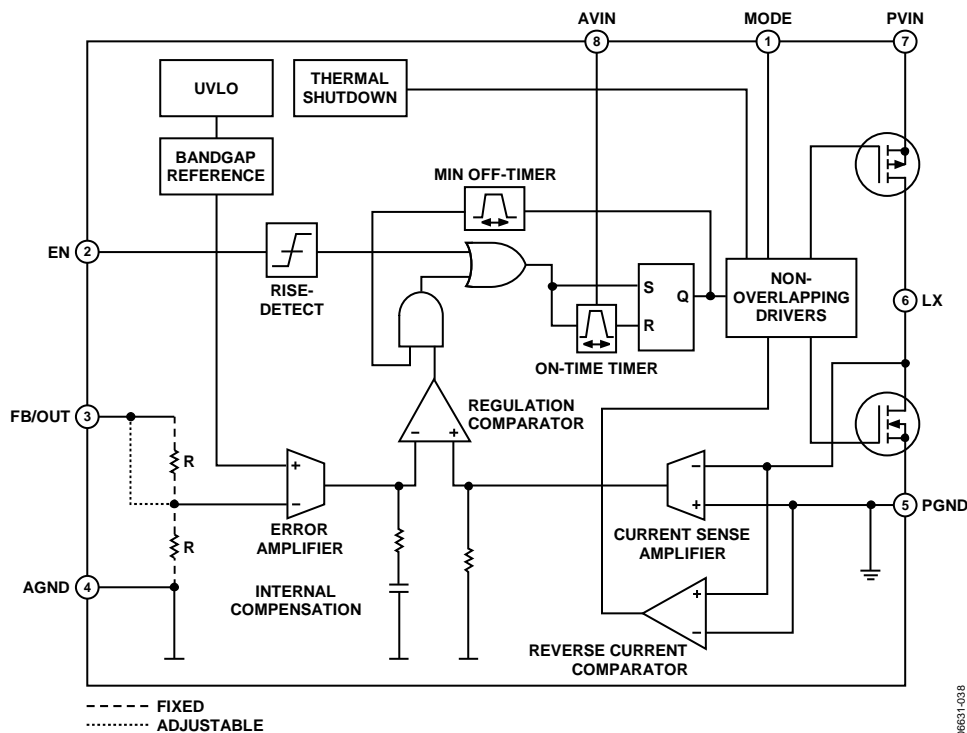 AVIN
MODE
PVIN
8
1
7
UVLO
THERMAL
SHUTDOWN
BANDGAP
REFERENCE
MIN OFF-TIMER
EN
2
RISE-
DETECT
S
R
Q
NON-
OVERLAPPING
DRIVERS
6
LX
ON-TIME TIMER
REGULATION
COMPARATOR
-
+
FB/OUT
3
R
R
+
-
ERROR
AMPLIFIER
-
+
CURRENT SENSE
AMPLIFIER
5
PGND
AGND
4
INTERNAL
COMPENSATION
+
-
REVERSE CURRENT
COMPARATOR
FIXED
ADJUSTABLE
06631-038